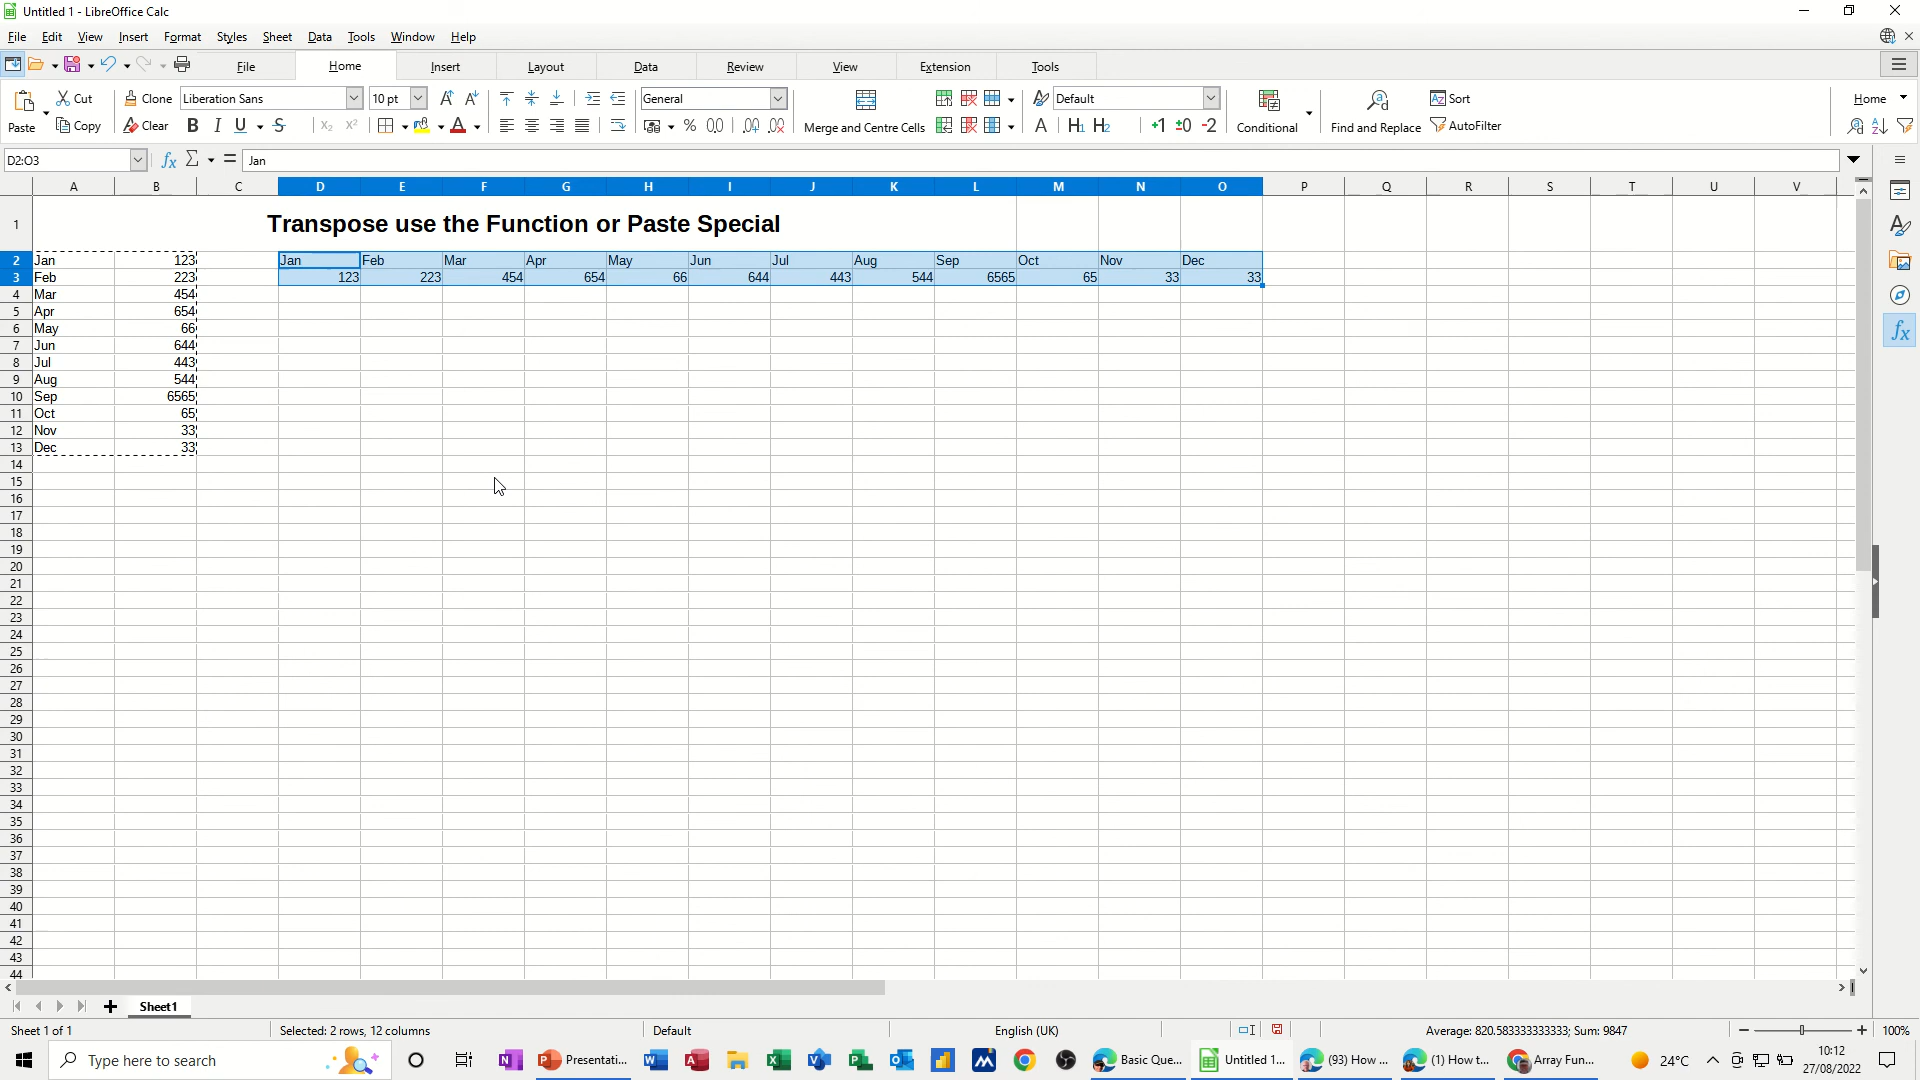 Untitled 1 - LibreOffice Calc
File Edit View Insert Format Styles Sheet Data Tools Window Help
File Home Insert Layout Data Review View Extension Tools
Paste Cut Copy Clone Clear Liberation Sans 10 pt General Merge and Centre Cells Default Conditional Find and Replace Sort AutoFilter Home
D2:O3 Jan
A B C D E F G H I J K L M N O P Q R S T U V
1 Transpose use the Function or Paste Special
2 Jan 123 Jan Feb Mar Apr May Jun Jul Aug Sep Oct Nov Dec
3 Feb 223 123 223 454 654 66 644 443 544 6565 65 33 33
4 Mar 454
5 Apr 654
6 May 66
7 Jun 644
8 Jul 443
9 Aug 544
10 Sep 6565
11 Oct 65
12 Nov 33
13 Dec 33
14
15
16
17
18
19
20
21
22
23
24
25
26
27
28
29
30
31
32
33
34
35
36
37
38
39
40
41
42
43
44
Sheet1
Sheet 1 of 1 Selected: 2 rows, 12 columns Default English (UK) Average: 820.583333333333; Sum: 9847 100%
Type here to search Presentati... Basic Que... Untitled 1... (93) How ... (1) How t... Array Fun... 24°C 10:12
27/08/2022